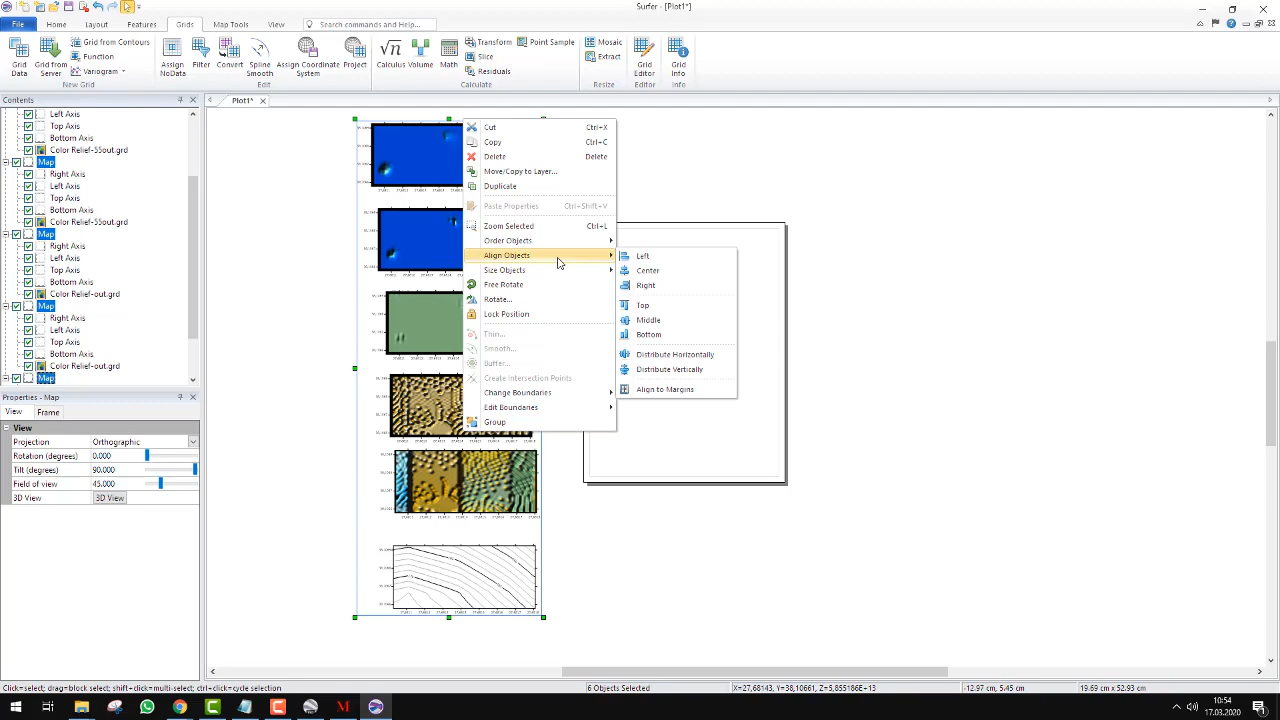 Surfer - [Plot1*]
File Home Layout Features Grids Map Tools View Search commands and Help...
Grid Data
Grid from Server
Grid from Contours
Function
Variogram
New Grid
Assign NoData
Filter
Convert
Spline Smooth
Assign Coordinate System
Project
Edit
Calculus
Volume
Math
Transform
Slice
Residuals
Point Sample
Calculate
Mosaic
Extract
Resize
Grid Editor
Editor
Grid Info
Info
Contents
Left Axis
Top Axis
Bottom Axis
Color Relief-55out.grd
Map
Right Axis
Left Axis
Top Axis
Bottom Axis
Color Relief-55out.grd
Map
Right Axis
Left Axis
Top Axis
Bottom Axis
Color Relief-out.grd
Map
Right Axis
Left Axis
Top Axis
Bottom Axis
Color Relief-out.grd
Map
Properties - Map
View Frame
View
Projection Orthographic
Rotation (degrees) 0.000
Tilt (degrees) 90.000
Field of view 45.000
3D View 3D View
Plot1*
Cut Ctrl+X
Copy Ctrl+C
Delete Delete
Move/Copy to Layer...
Duplicate
Paste Properties Ctrl+Shift+V
Zoom Selected Ctrl+L
Order Objects
Align Objects
Size Objects
Free Rotate
Rotate...
Lock Position
Thin...
Smooth...
Buffer...
Create Intersection Points
Change Boundaries
Edit Boundaries
Group
Left
Center
Right
Top
Middle
Bottom
Distribute Horizontally
Distribute Vertically
Align to Margins
Click=select; drag=block select; shift+click=multi-select; ctrl+click=cycle selection
6 Objects Selected
19.69 cm x 52.93 cm
10:54
17.03.2020